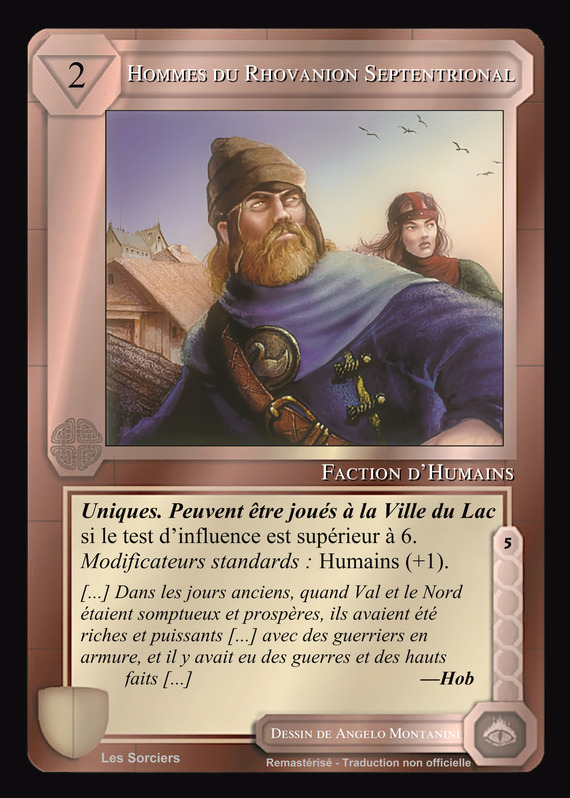 2
Hommes du Rhovanion Septentrional
Faction d'Humains
Uniques. Peuvent être joués à la Ville du Lac
si le test d'influence est supérieur à 6.
Modificateurs standards : Humains (+1).
5
[...] Dans les jours anciens, quand Val et le Nord
étaient somptueux et prospères, ils avaient été
riches et puissants [...] avec des guerriers en
armure, et il y avait eu des guerres et des hauts
faits [...] —Hob
Dessin de Angelo Montanini
Les Sorciers
Remastérisé - Traduction non officielle